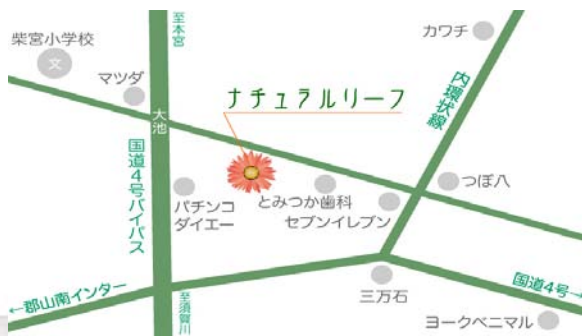 至本宮
カワチ
柴宮小学校
文
マツダ
ナチュラルリーフ
内環状線
大池
国道4号バイパス
つぼ八
とみつか歯科
セブンイレブン
パチンコ
ダイエー
←郡山南インター
至須賀川
三万石
国道4号→
ヨークベニマル